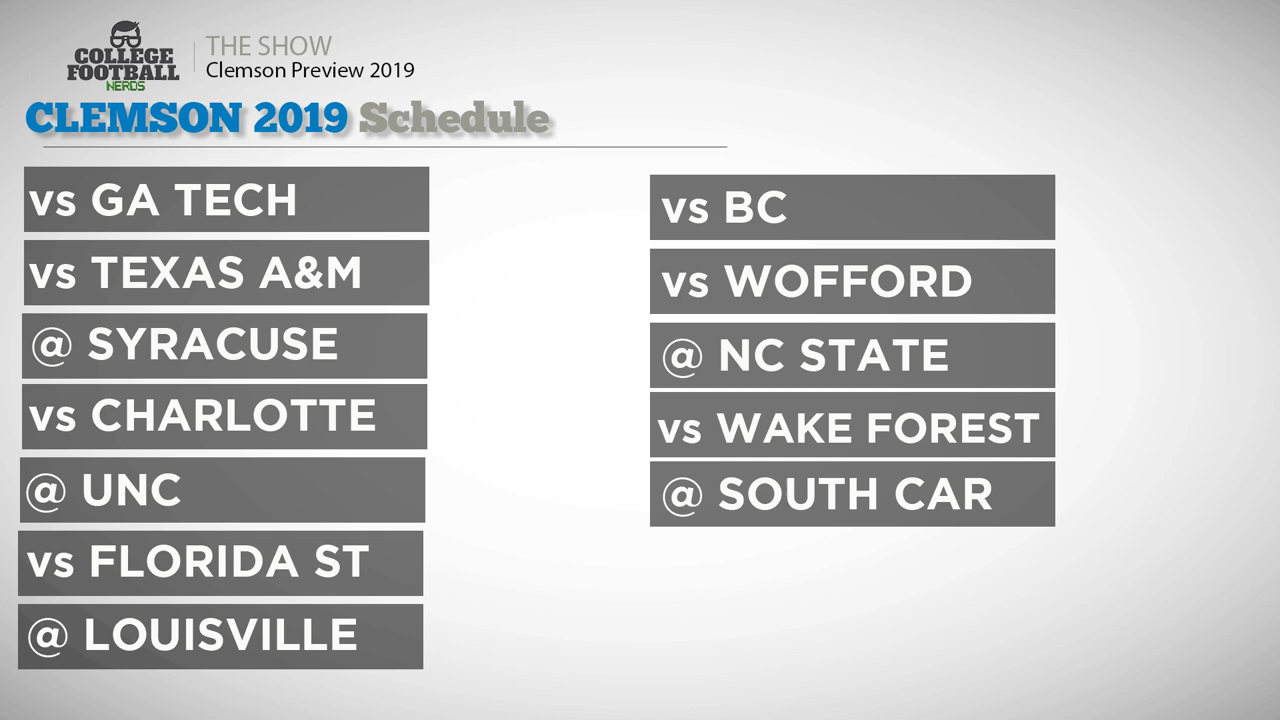 COLLEGE
FOOTBALL
NERDS
THE SHOW
Clemson Preview 2019
CLEMSON 2019 Schedule
vs GA TECH
vs TEXAS A&M
@ SYRACUSE
vs CHARLOTTE
@ UNC
vs FLORIDA ST
@ LOUISVILLE
vs BC
vs WOFFORD
@ NC STATE
vs WAKE FOREST
@ SOUTH CAR